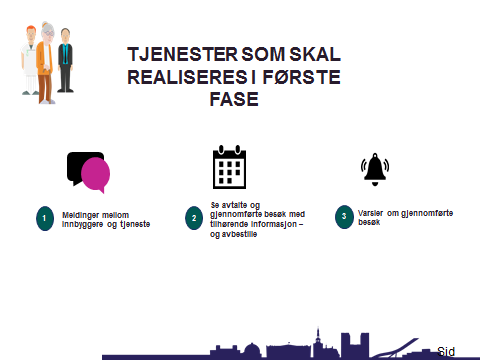 TJENESTER SOM SKAL
REALISERES I FØRSTE
FASE
1
Meldinger mellom
innbyggere og tjeneste
2
Se avtalte og
gjennomførte besøk med
tilhørende informasjon –
og avbestille
3
Varsler om gjennomførte
besøk
Sid